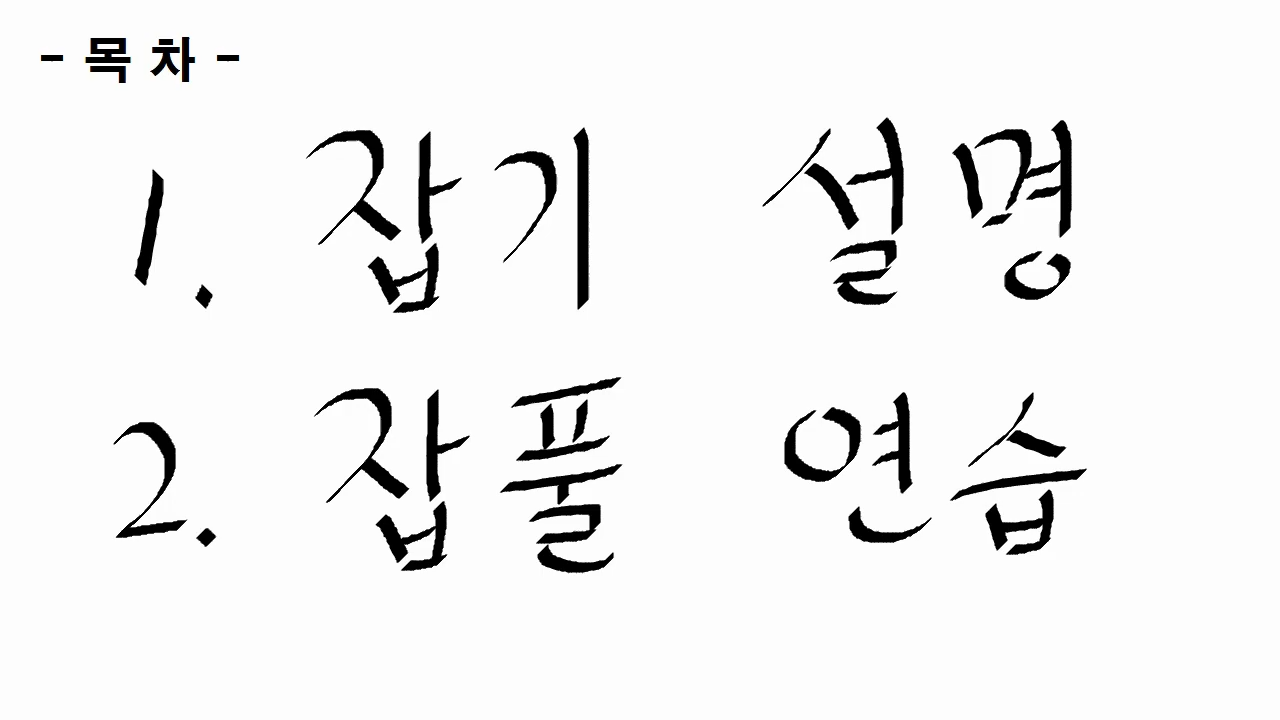 - 목 차 -
1. 잡기 설명
2. 잡풀 연습